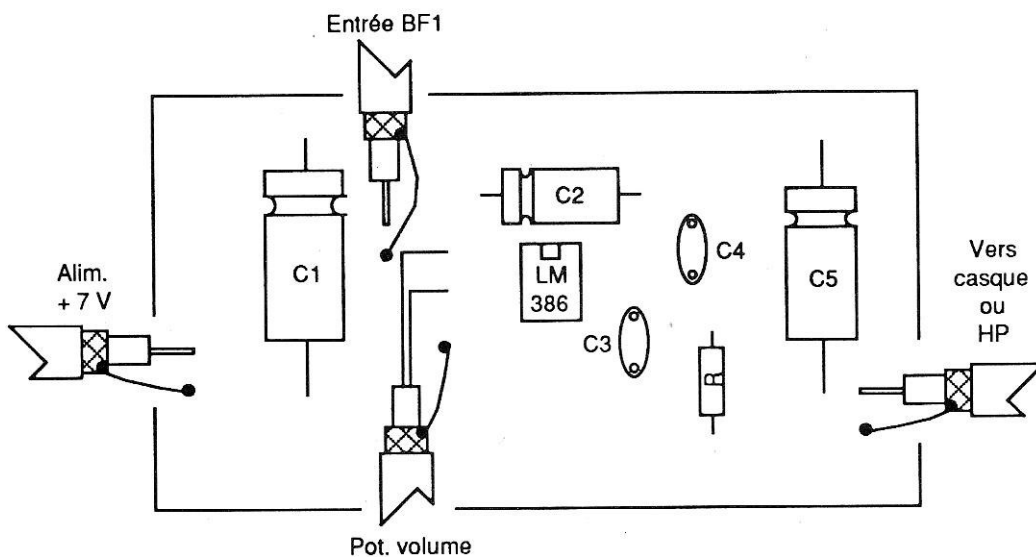 Entrée BF1
C1
C2
C4
C5
LM
386
C3
R
Alim.
+ 7 V
Vers
casque
ou
HP
Pot. volume